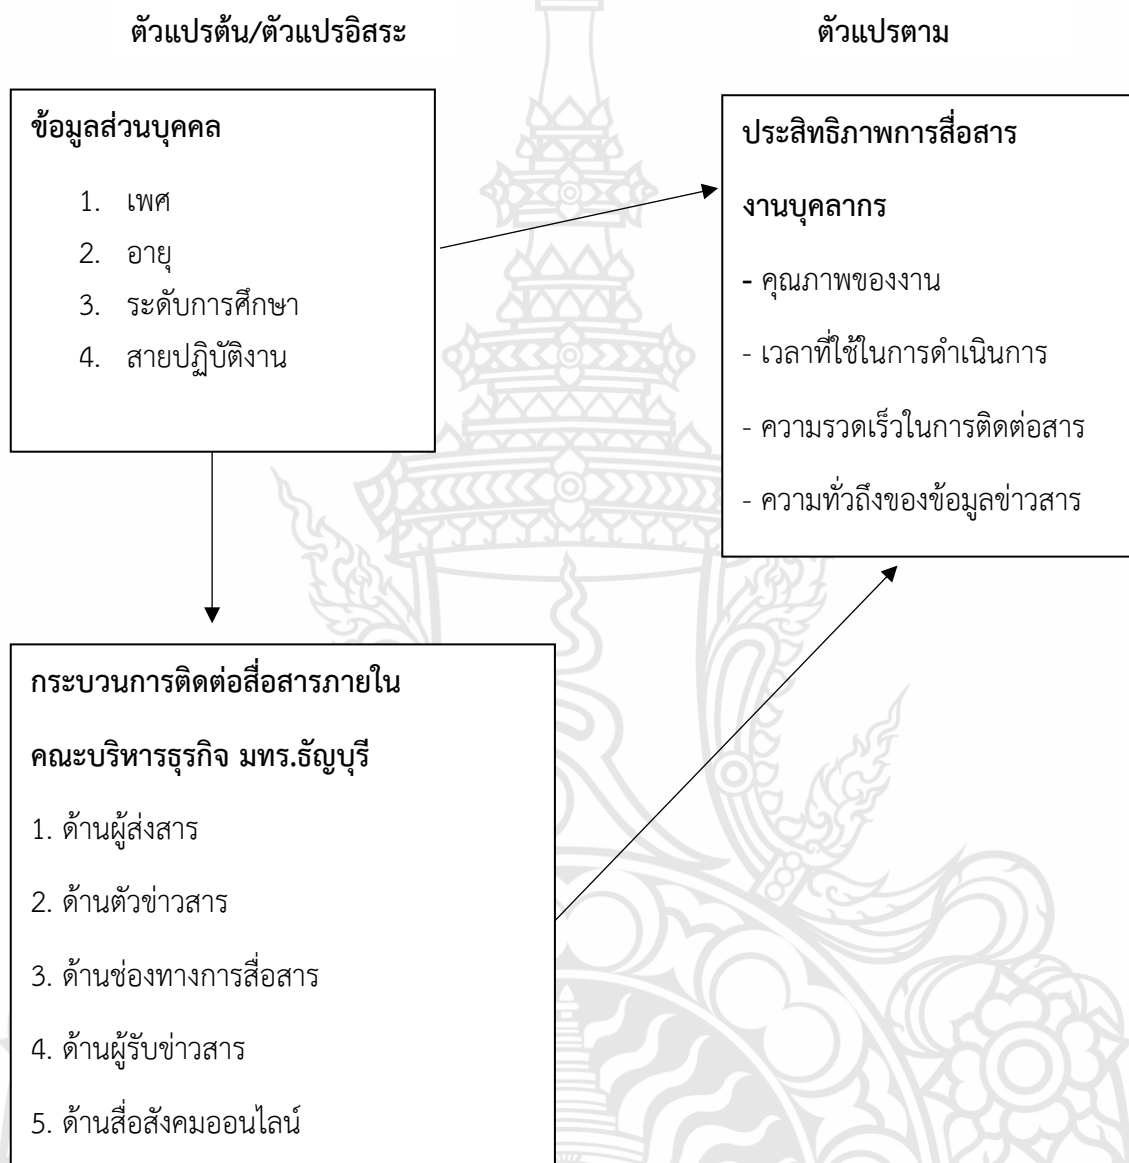 ตัวแปรต้น/ตัวแปรอิสระ
ตัวแปรตาม
ข้อมูลส่วนบุคคล
1. เพศ
2. อายุ
3. ระดับการศึกษา
4. สายปฏิบัติงาน
ประสิทธิภาพการสื่อสาร
งานบุคลากร
- คุณภาพของงาน
- เวลาที่ใช้ในการดำเนินการ
- ความรวดเร็วในการติดต่อสาร
- ความทั่วถึงของข้อมูลข่าวสาร
กระบวนการติดต่อสื่อสารภายใน
คณะบริหารธุรกิจ มทร.ธัญบุรี
1. ด้านผู้ส่งสาร
2. ด้านตัวข่าวสาร
3. ด้านช่องทางการสื่อสาร
4. ด้านผู้รับข่าวสาร
5. ด้านสื่อสังคมออนไลน์